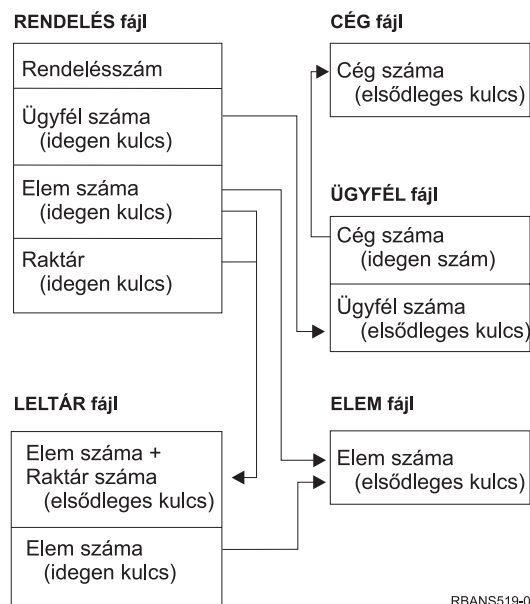 RENDELÉS fájl
Rendelésszám
Ügyfél száma
(idegen kulcs)
Elem száma
(idegen kulcs)
Raktár
(idegen kulcs)
CÉG fájl
Cég száma
(elsődleges kulcs)
ÜGYFÉL fájl
Cég száma
(idegen szám)
Ügyfél száma
(elsődleges kulcs)
LELTÁR fájl
Elem száma +
Raktár száma
(elsődleges kulcs)
Elem száma
(idegen kulcs)
ELEM fájl
Elem száma
(elsődleges kulcs)
RBANS519-0